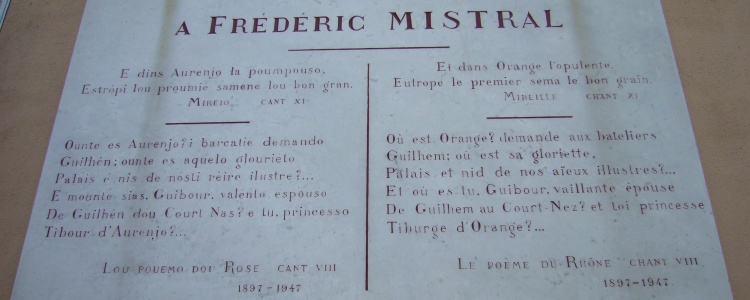 A FRÉDÉRIC MISTRAL
E dins Aurenjo la poumpouso,
Estròpi lou proumié samenè lou bon gran.
MIRÈIO CANT XI
Ounte es Aurenjo? i barcatié demando
Guilhèn; ounte es aquelo glourieto
Palais e nis de nosti rèire ilustre?...
E mounte sias, Guibour, valènto espouso
De Guilhèn dou Court Nas? e tu, princesso
Tibour d'Aurenjo?...
LOU POUEMO DOU ROSE CANT VIII
1897-1947
Et dans Orange l'opulente,
Eutrope le premier sema le bon grain.
MIREILLE CHANT XI
Où est Orange? demande aux bateliers
Guilhem; où est sa gloriette,
Palais et nid de nos aïeux illustres?...
Et où es-tu, Guibour, vaillante épouse
De Guilhem au Court-Nez? et toi princesse
Tiburge d'Orange?...
LE POÈME DU RHÔNE CHANT VIII
1897-1947